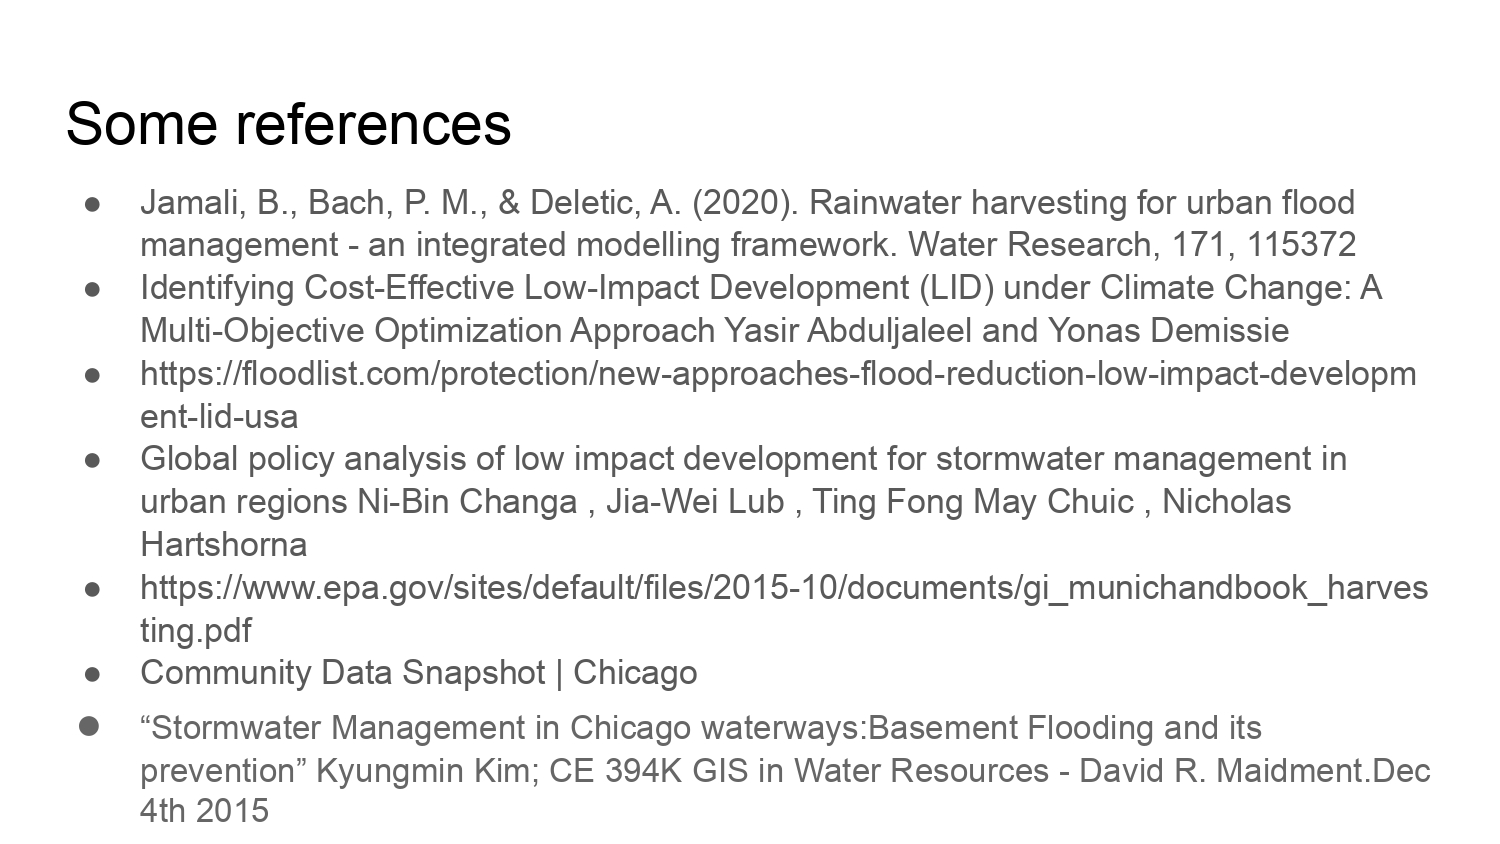 Some references
● Jamali, B., Bach, P. M., & Deletic, A. (2020). Rainwater harvesting for urban flood
management - an integrated modelling framework. Water Research, 171, 115372
● Identifying Cost-Effective Low-Impact Development (LID) under Climate Change: A
Multi-Objective Optimization Approach Yasir Abduljaleel and Yonas Demissie
● https://floodlist.com/protection/new-approaches-flood-reduction-low-impact-developm
ent-lid-usa
● Global policy analysis of low impact development for stormwater management in
urban regions Ni-Bin Changa , Jia-Wei Lub , Ting Fong May Chuic , Nicholas
Hartshorna
● https://www.epa.gov/sites/default/files/2015-10/documents/gi_munichandbook_harves
ting.pdf
● Community Data Snapshot | Chicago
● “Stormwater Management in Chicago waterways:Basement Flooding and its
prevention” Kyungmin Kim; CE 394K GIS in Water Resources - David R. Maidment.Dec
4th 2015